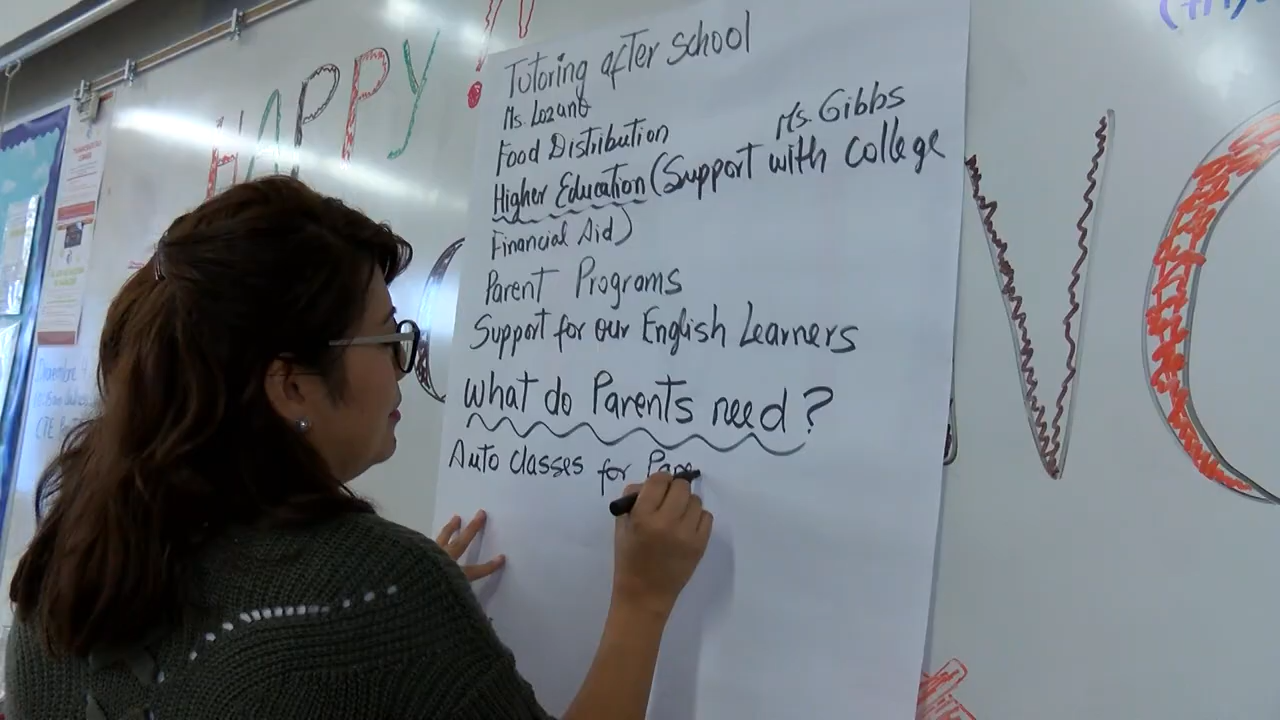 HAPPY
!
Tutoring after school
Ms. Lozano
Food Distribution
Ms. Gibbs
Higher Education (Support with College
Financial Aid)
Parent Programs
Support for our English Learners
What do Parents need?
Auto classes for Pare